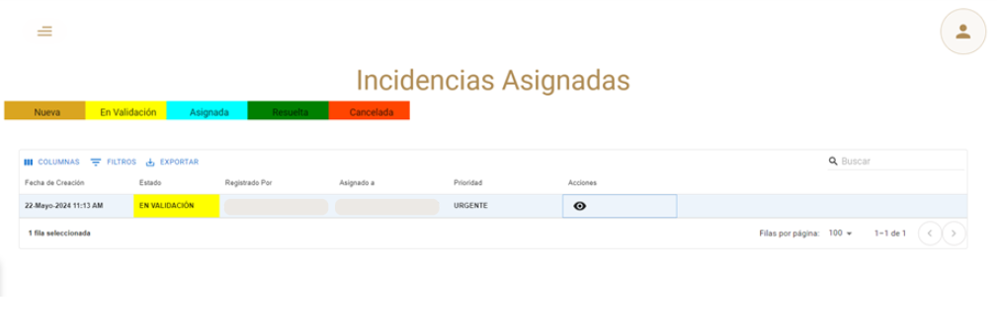 Incidencias Asignadas
Nueva En Validación Asignada Resuelta Cancelada
COLUMNAS FILTROS EXPORTAR Buscar
Fecha de Creación Estado Registrado Por Asignado a Prioridad Acciones
22-Mayo-2024 11:13 AM EN VALIDACIÓN URGENTE
1 fila seleccionada Filas por página: 100 1–1 de 1